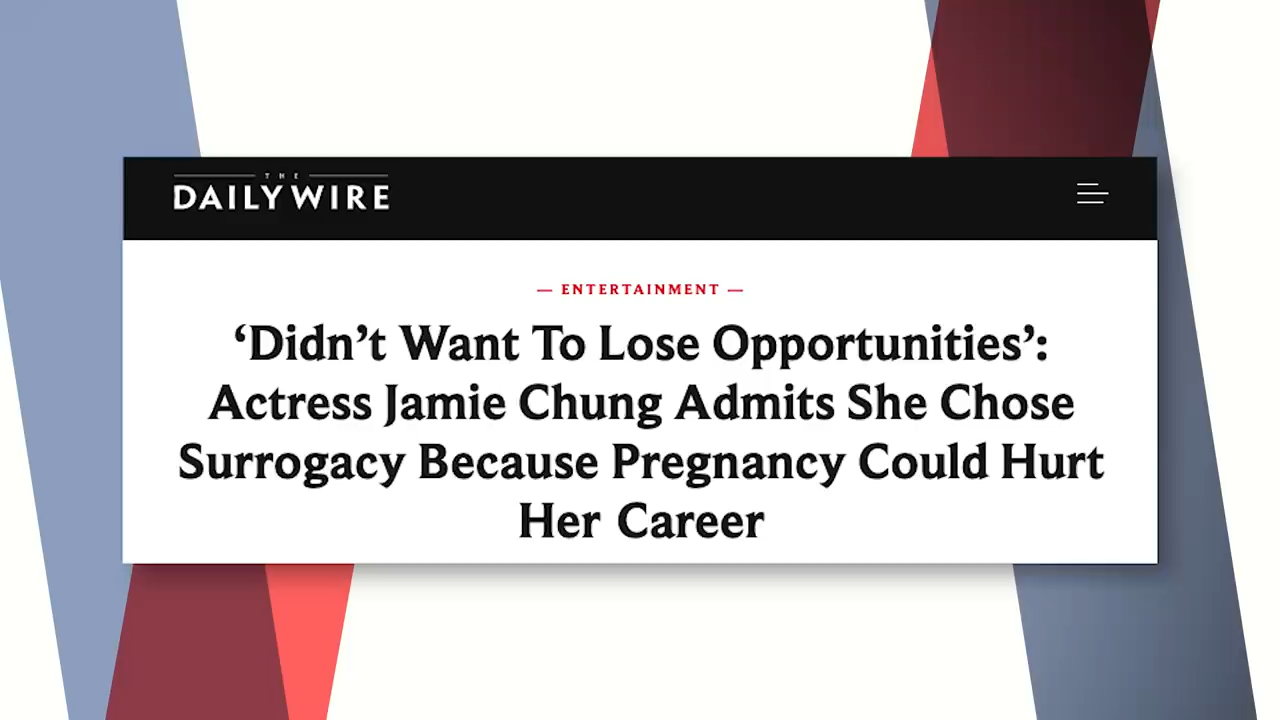 THE
DAILY WIRE
— ENTERTAINMENT —
‘Didn’t Want To Lose Opportunities’:
Actress Jamie Chung Admits She Chose
Surrogacy Because Pregnancy Could Hurt
Her Career